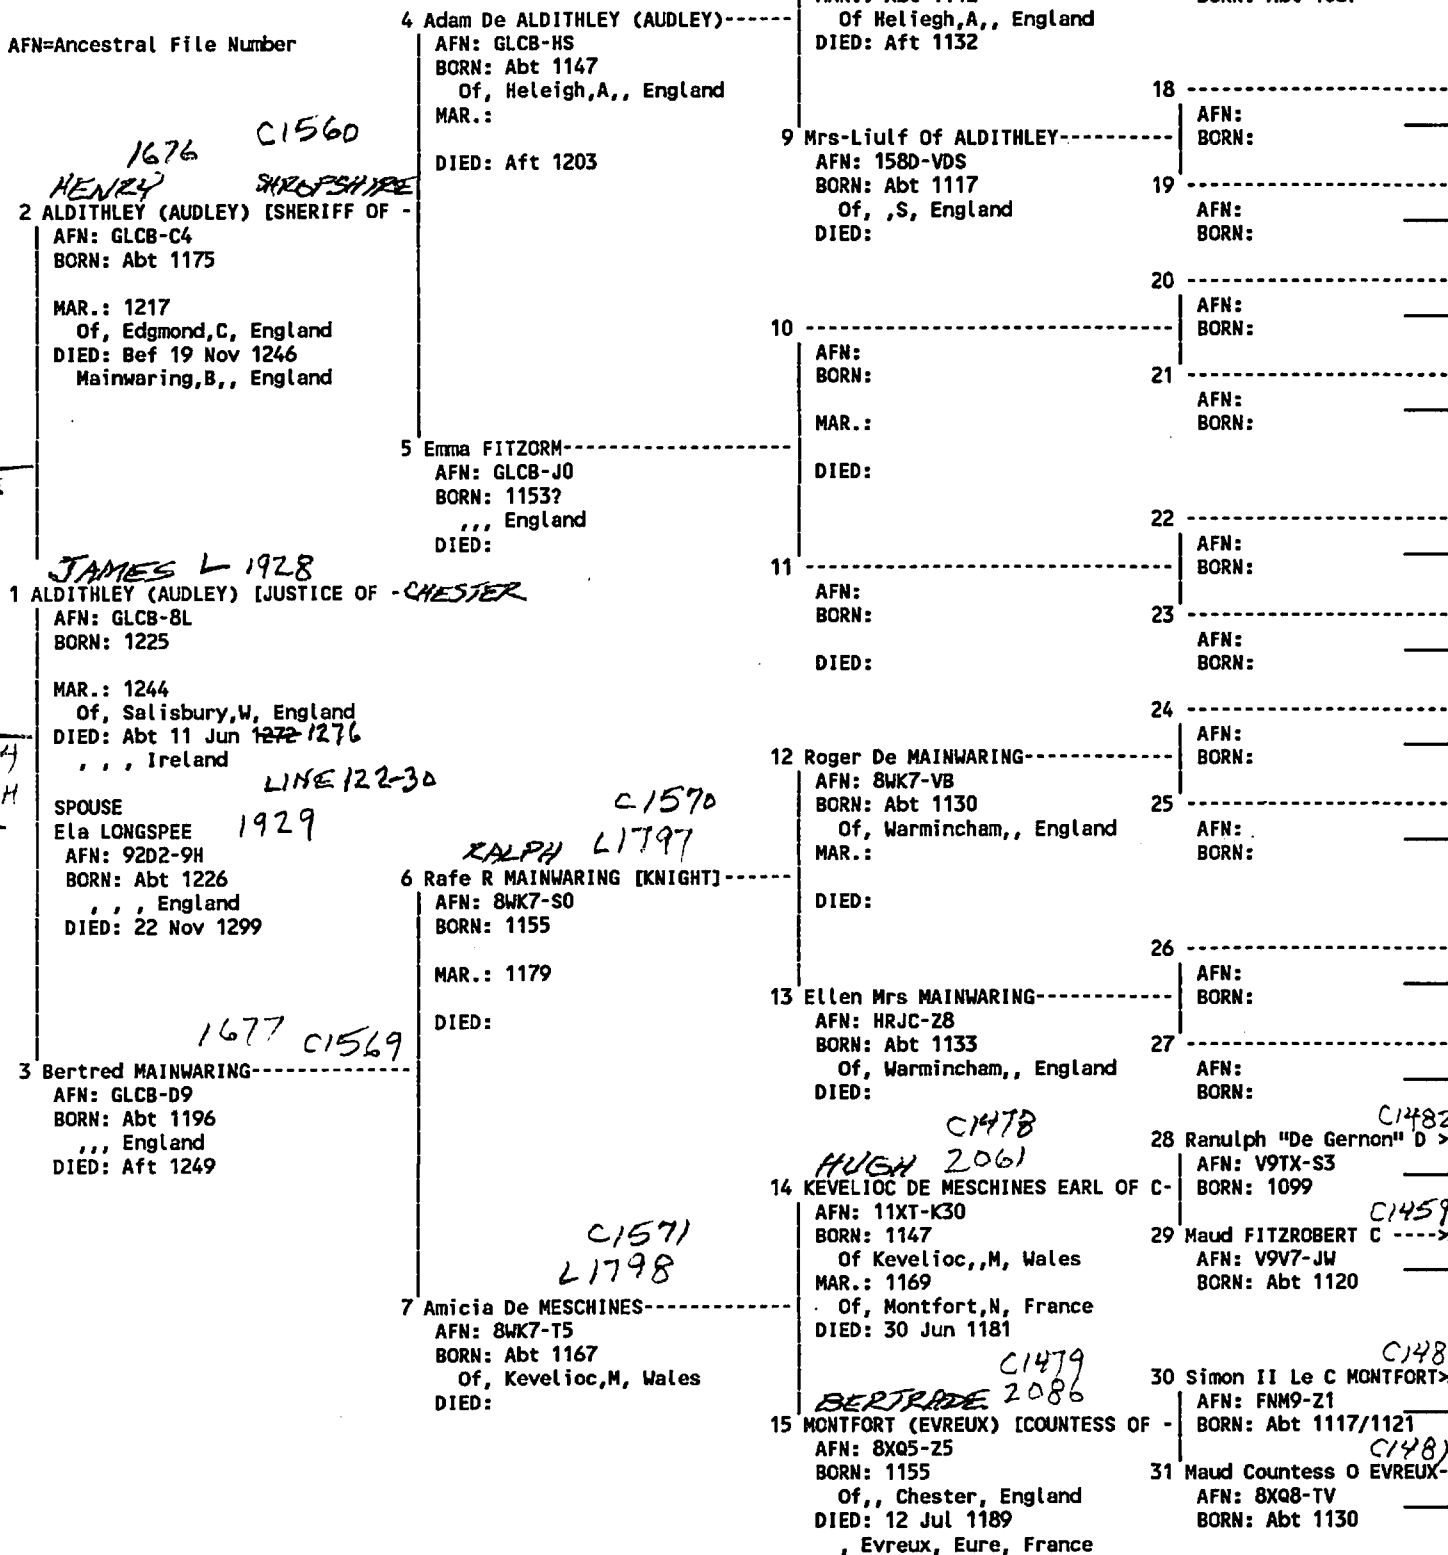 AFN=Ancestral File Number
4 Adam De ALDITHLEY (AUDLEY)------
AFN: GLCB-HS
BORN: Abt 1147
Of, Heleigh,A,, England
MAR.:
DIED: Aft 1203
Of Heliegh,A,, England
DIED: Aft 1132
9 Mrs-Liulf Of ALDITHLEY----------
AFN: 158D-VDS
BORN: Abt 1117
Of, ,S, England
DIED:
18 ----------------------
AFN:
BORN:
19 ----------------------
AFN:
BORN:
1676 C1560
HENRY SHROPSHIRE
2 ALDITHLEY (AUDLEY) [SHERIFF OF -
AFN: GLCB-C4
BORN: Abt 1175
MAR.: 1217
Of, Edgmond,C, England
DIED: Bef 19 Nov 1246
Mainwaring,B,, England
10 -------------------------------
AFN:
BORN:
MAR.:
DIED:
20 ----------------------
AFN:
BORN:
21 ----------------------
AFN:
BORN:
5 Emma FITZORM--------------------
AFN: GLCB-J0
BORN: 1153?
,,, England
DIED:
11 -------------------------------
AFN:
BORN:
DIED:
22 ----------------------
AFN:
BORN:
23 ----------------------
AFN:
BORN:
JAMES L 1928
1 ALDITHLEY (AUDLEY) [JUSTICE OF - CHESTER
AFN: GLCB-8L
BORN: 1225
MAR.: 1244
Of, Salisbury,W, England
DIED: Abt 11 Jun 1272 1276
, , , Ireland
LINE 122-30
SPOUSE
Ela LONGSPEE 1929
AFN: 92D2-9H
BORN: Abt 1226
, , , England
DIED: 22 Nov 1299
12 Roger De MAINWARING------------
AFN: 8WK7-VB
BORN: Abt 1130
Of, Warmincham,, England
MAR.:
DIED:
24 ----------------------
AFN:
BORN:
25 ----------------------
AFN:
BORN:
C1570
RALPH L1797
6 Rafe R MAINWARING [KNIGHT]------
AFN: 8WK7-S0
BORN: 1155
MAR.: 1179
DIED:
13 Ellen Mrs MAINWARING------------
AFN: HRJC-Z8
BORN: Abt 1133
Of, Warmincham,, England
DIED:
26 ----------------------
AFN:
BORN:
27 ----------------------
AFN:
BORN:
1677 C1569
3 Bertred MAINWARING--------------
AFN: GLCB-D9
BORN: Abt 1196
,,, England
DIED: Aft 1249
C1478
HUGH 2061
14 KEVELIOC DE MESCHINES EARL OF C-
AFN: 11XT-K30
BORN: 1147
Of Kevelioc,,M, Wales
MAR.: 1169
Of, Montfort,N, France
DIED: 30 Jun 1181
C1482
28 Ranulph "De Gernon" D >
AFN: V9TX-S3
BORN: 1099
C1459
29 Maud FITZROBERT C ---->
AFN: V9V7-JW
BORN: Abt 1120
C1571
L1798
7 Amicia De MESCHINES-------------
AFN: 8WK7-T5
BORN: Abt 1167
Of, Kevelioc,M, Wales
DIED:
C1479
BERTRADE 2086
15 MONTFORT (EVREUX) [COUNTESS OF -
AFN: 8XQ5-Z5
BORN: 1155
Of,, Chester, England
DIED: 12 Jul 1189
, Evreux, Eure, France
C148
30 Simon II Le C MONTFORT>
AFN: FNM9-Z1
BORN: Abt 1117/1121
C1481
31 Maud Countess O EVREUX-
AFN: 8XQ8-TV
BORN: Abt 1130